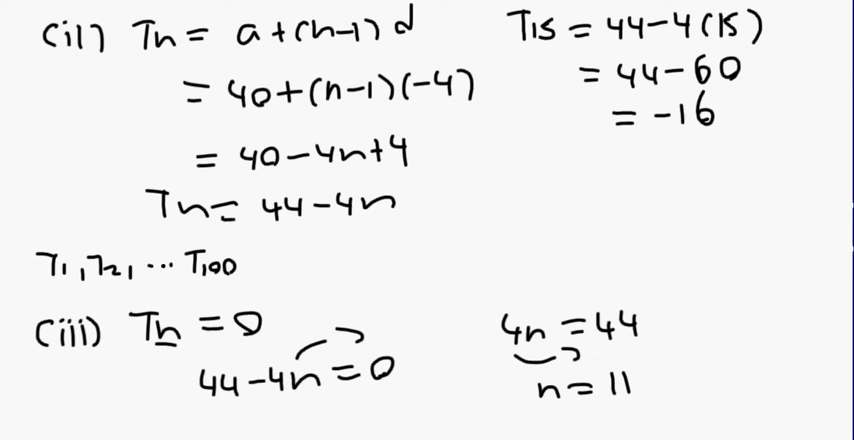 (ii) Tn = a + (n-1) d
= 40 + (n-1)(-4)
= 40 - 4n + 4
Tn = 44 - 4n
T15 = 44 - 4(15)
= 44 - 60
= -16
T1, T2, ... T100
(iii) Tn = 0
44 - 4n = 0
4n = 44
n = 11